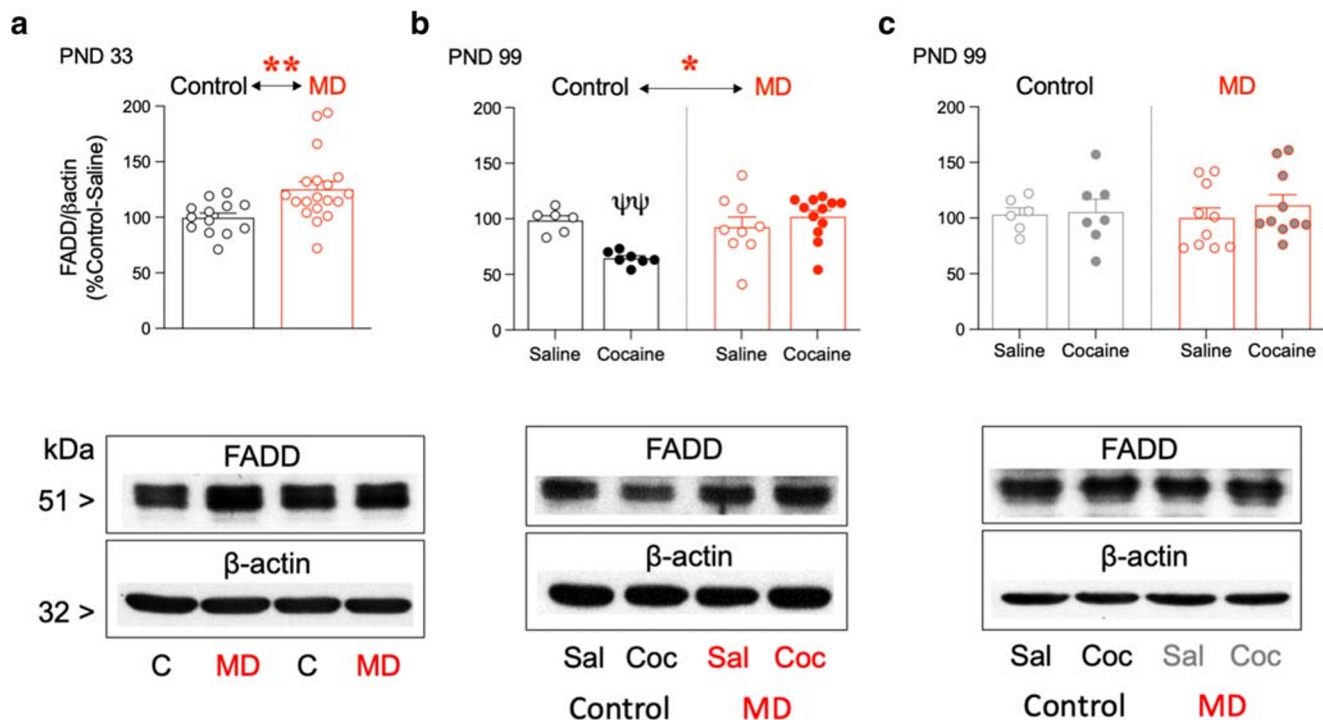 a
PND 33
**
Control MD
FADD/βactin
(%Control-Saline)
200
150
100
50
0
b
PND 99
*
Control MD
200
150
100
50
0
ψψ
Saline Cocaine Saline Cocaine
c
PND 99
Control MD
200
150
100
50
0
Saline Cocaine Saline Cocaine
kDa
FADD
51 >
β-actin
32 >
C MD C MD
FADD
β-actin
Sal Coc Sal Coc
Control MD
FADD
β-actin
Sal Coc Sal Coc
Control MD